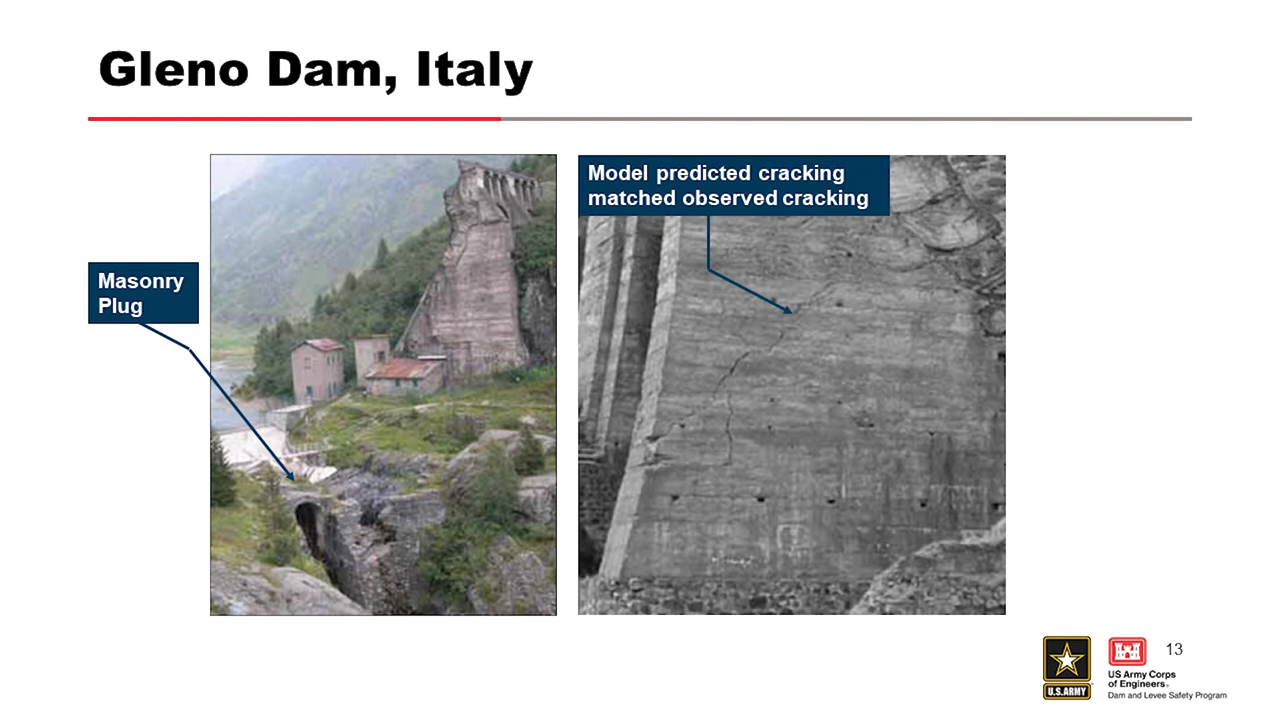 Gleno Dam, Italy
Masonry
Plug
Model predicted cracking
matched observed cracking
U.S.ARMY
US Army Corps
of Engineers®
Dam and Levee Safety Program
13